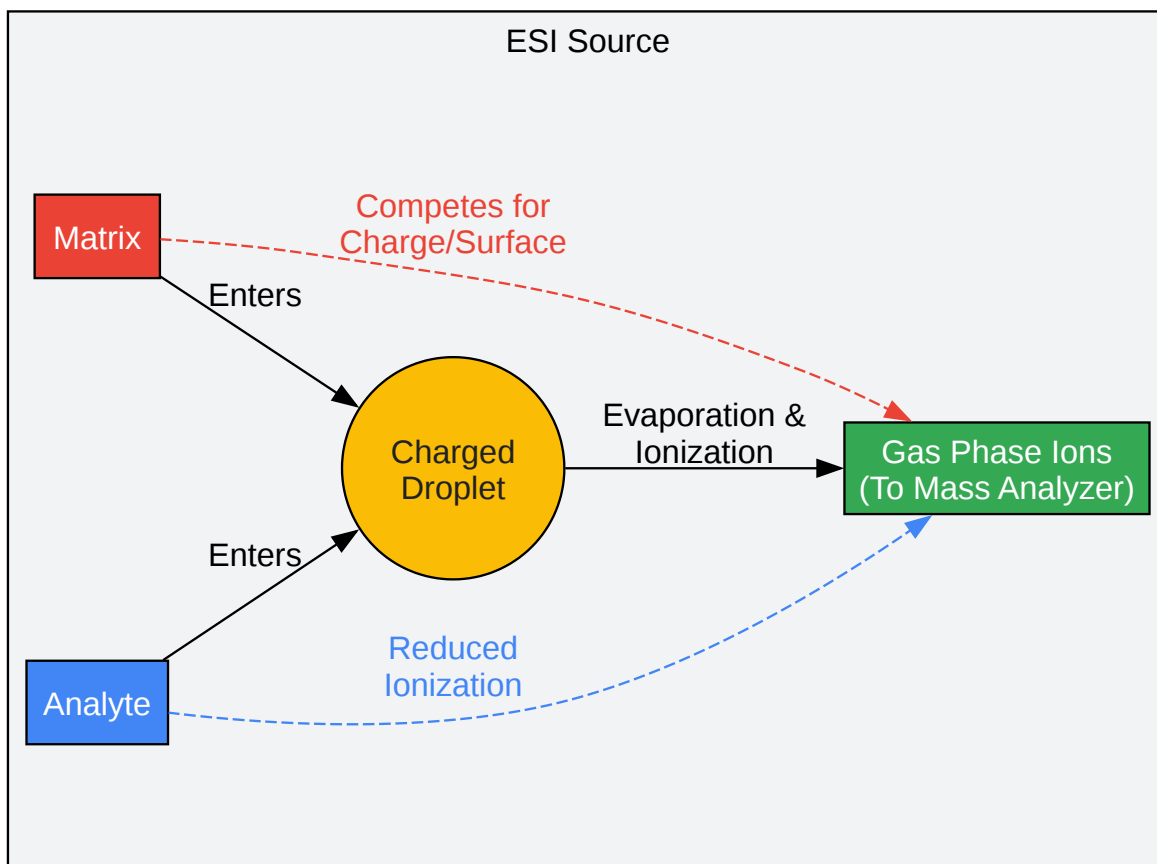 ESI Source
Matrix
Competes for
Charge/Surface
Enters
Charged
Droplet
Evaporation &
Ionization
Gas Phase Ions
(To Mass Analyzer)
Enters
Analyte
Reduced
Ionization